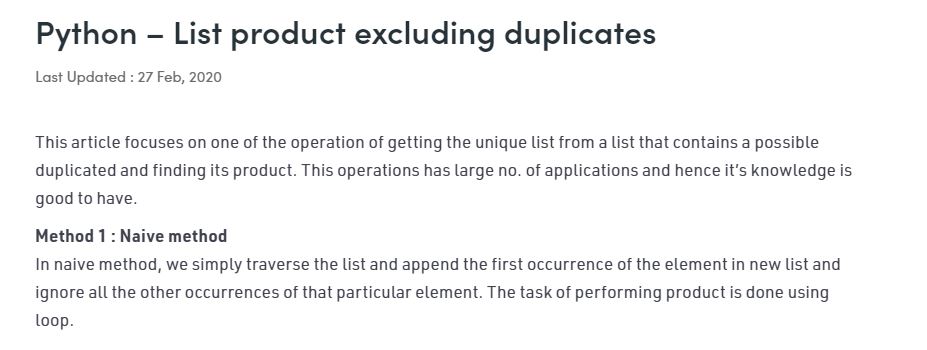 Python – List product excluding duplicates
Last Updated : 27 Feb, 2020
This article focuses on one of the operation of getting the unique list from a list that contains a possible
duplicated and finding its product. This operations has large no. of applications and hence it’s knowledge is
good to have.
Method 1 : Naive method
In naive method, we simply traverse the list and append the first occurrence of the element in new list and
ignore all the other occurrences of that particular element. The task of performing product is done using
loop.